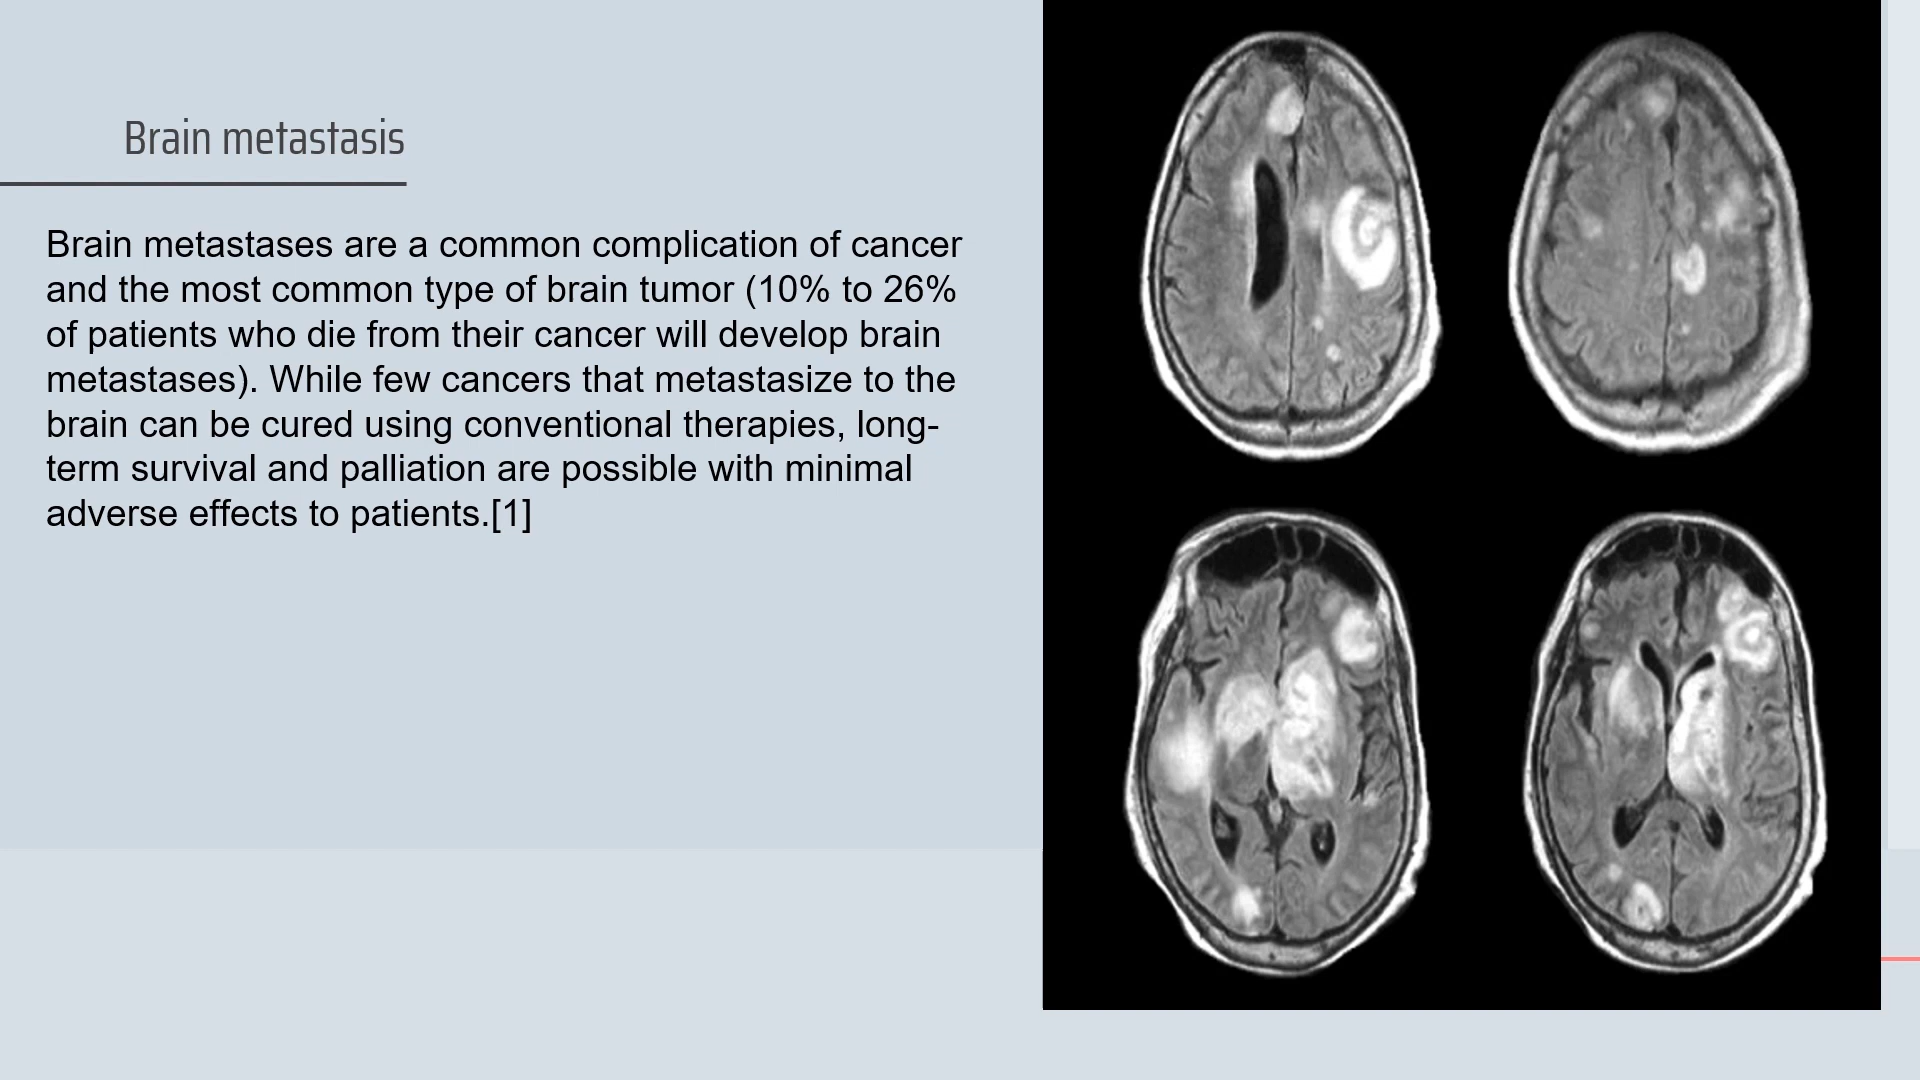 Brain metastasis
Brain metastases are a common complication of cancer
and the most common type of brain tumor (10% to 26%
of patients who die from their cancer will develop brain
metastases). While few cancers that metastasize to the
brain can be cured using conventional therapies, long-
term survival and palliation are possible with minimal
adverse effects to patients.[1]